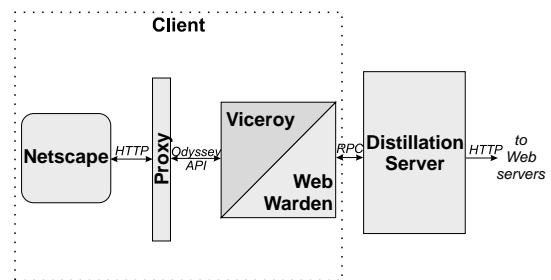 Client
Netscape
HTTP
Proxy
Odyssey
API
Viceroy
Web
Warden
RPC
Distillation
Server
HTTP
to
Web
servers